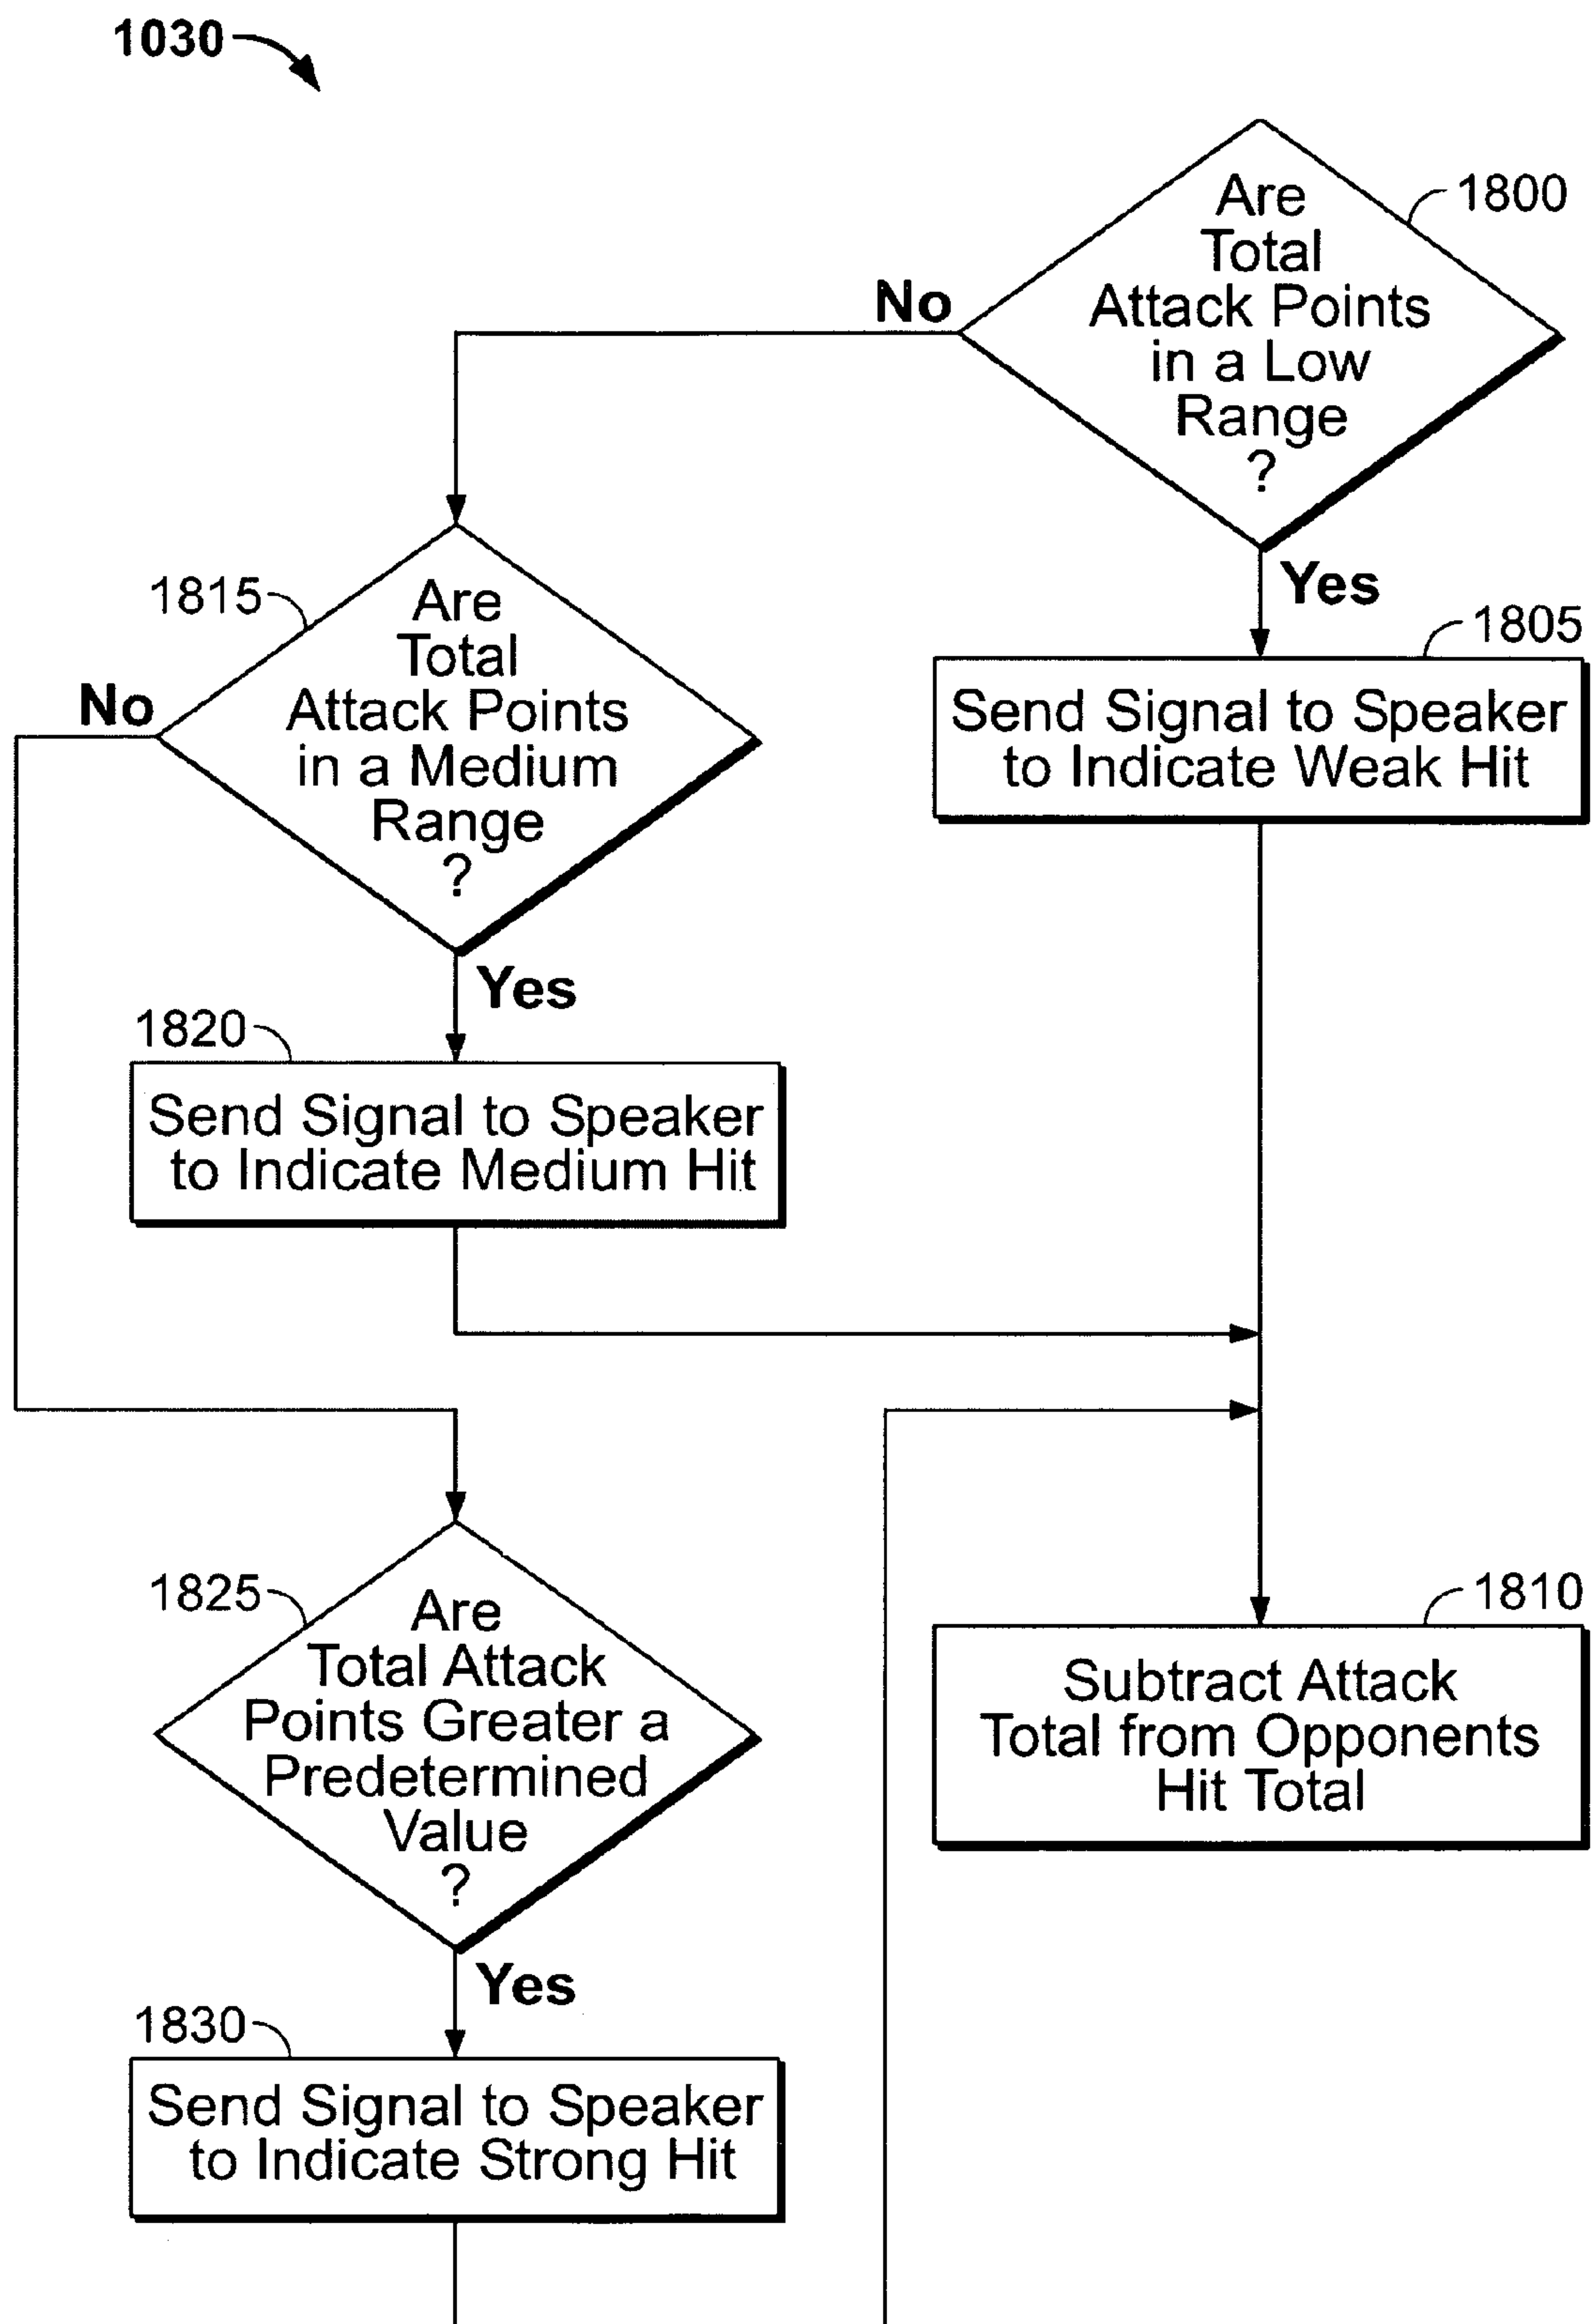 1030
1800
Are
Total
Attack Points
in a Low
Range
?
No
Yes
1805
Send Signal to Speaker
to Indicate Weak Hit
1815
Are
Total
Attack Points
in a Medium
Range
?
No
Yes
1820
Send Signal to Speaker
to Indicate Medium Hit
1825
Are
Total Attack
Points Greater a
Predetermined
Value
?
Yes
1810
Subtract Attack
Total from Opponents
Hit Total
1830
Send Signal to Speaker
to Indicate Strong Hit